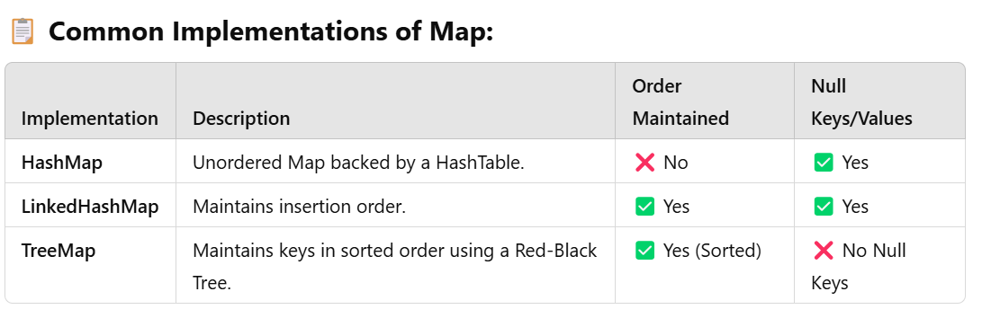 📋 Common Implementations of Map:
Order
Null
Implementation Description Maintained Keys/Values
HashMap Unordered Map backed by a HashTable. ❌ No ✅ Yes
LinkedHashMap Maintains insertion order. ✅ Yes ✅ Yes
TreeMap Maintains keys in sorted order using a Red-Black ✅ Yes (Sorted) ❌ No Null
Tree. Keys